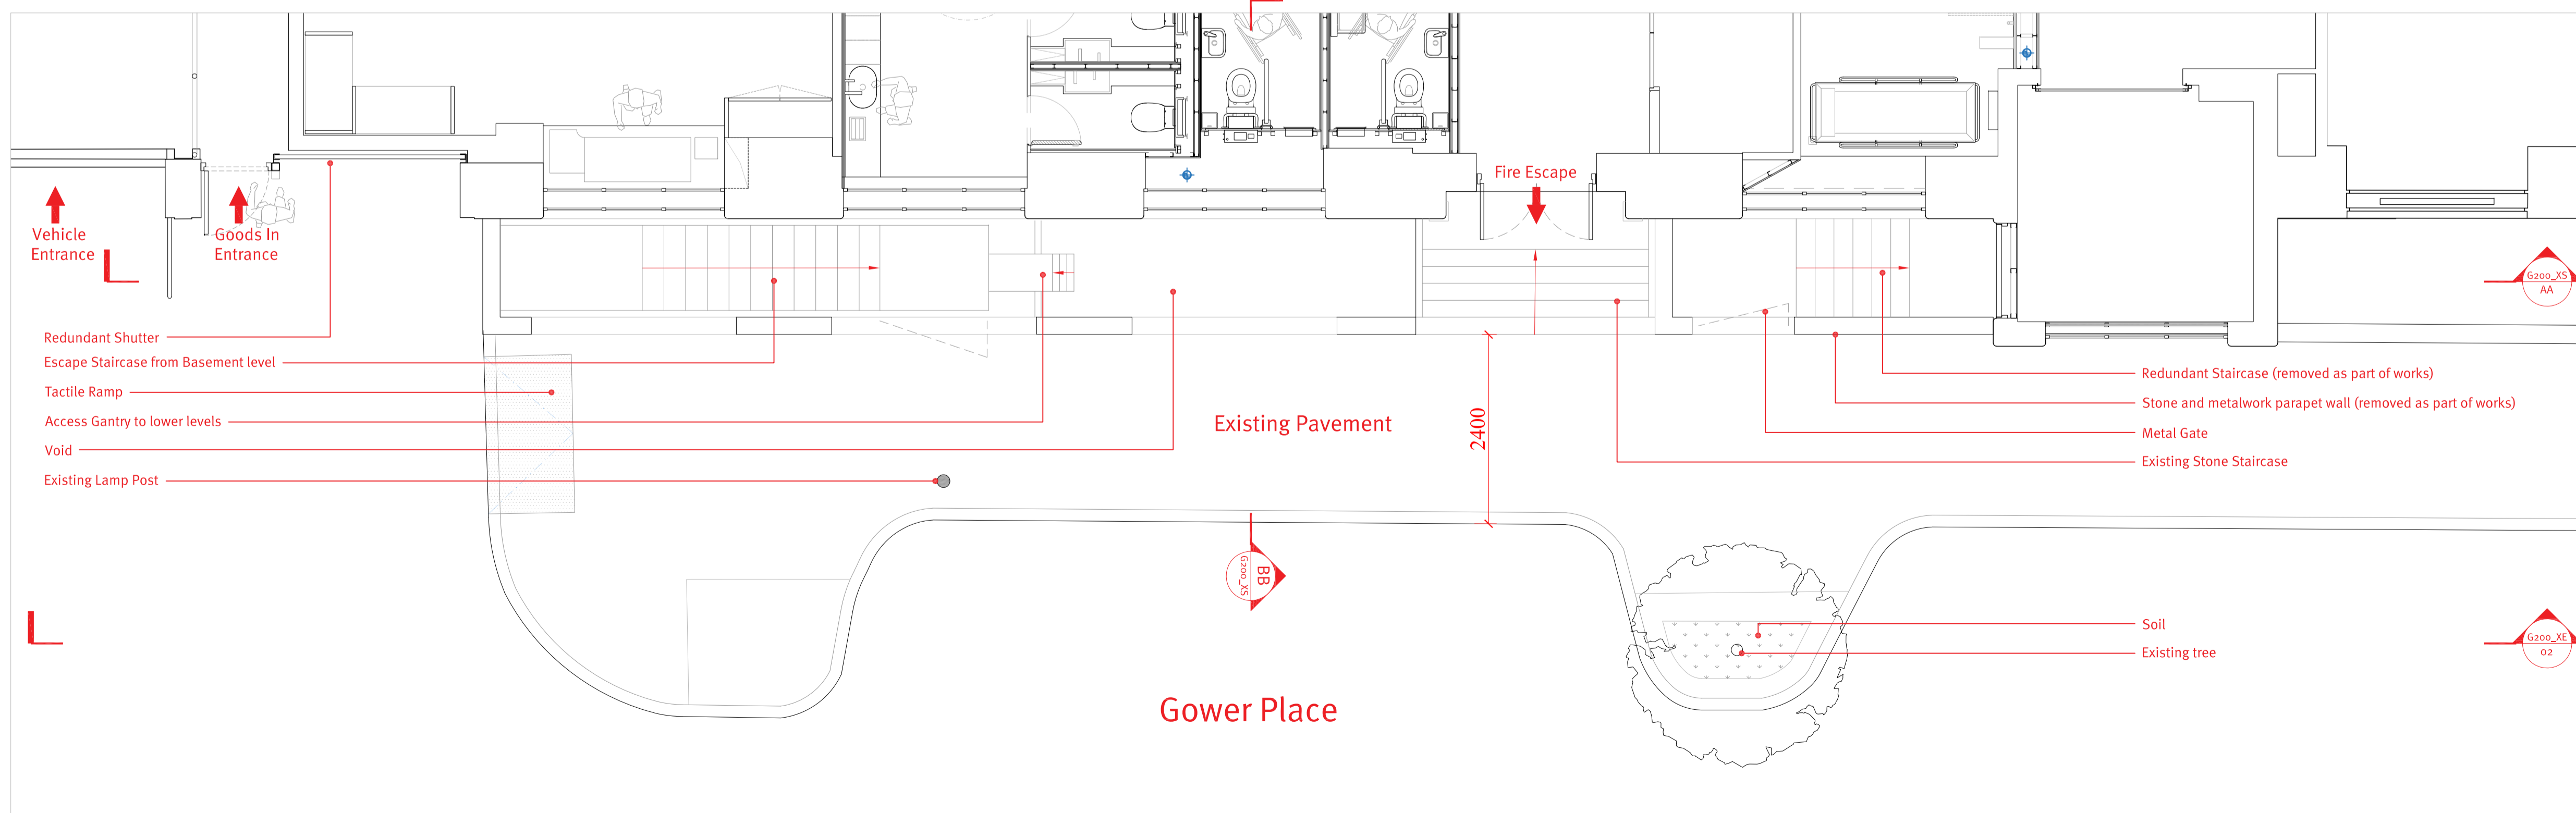 Fire Escape
Vehicle
Entrance
Goods In
Entrance
G200_XS
AA
Redundant Shutter
Escape Staircase from Basement level
Tactile Ramp
Access Gantry to lower levels
Void
Existing Lamp Post
Existing Pavement
2400
Redundant Staircase (removed as part of works)
Stone and metalwork parapet wall (removed as part of works)
Metal Gate
Existing Stone Staircase
BB
G200_XS
Soil
Existing tree
G200_XE
02
Gower Place